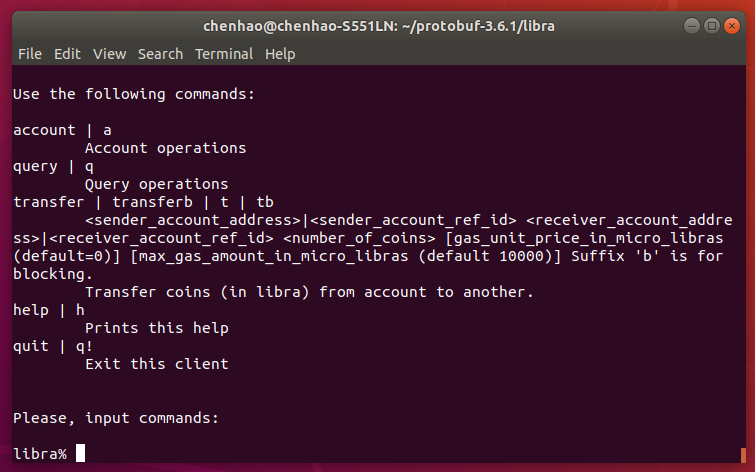 chenhao@chenhao-S551LN: ~/protobuf-3.6.1/libra
File Edit View Search Terminal Help
Use the following commands:
account | a
Account operations
query | q
Query operations
transfer | transferb | t | tb
<sender_account_address>|<sender_account_ref_id> <receiver_account_addre
ss>|<receiver_account_ref_id> <number_of_coins> [gas_unit_price_in_micro_libras
(default=0)] [max_gas_amount_in_micro_libras (default 10000)] Suffix 'b' is for
blocking.
Transfer coins (in libra) from account to another.
help | h
Prints this help
quit | q!
Exit this client
Please, input commands:
libra%